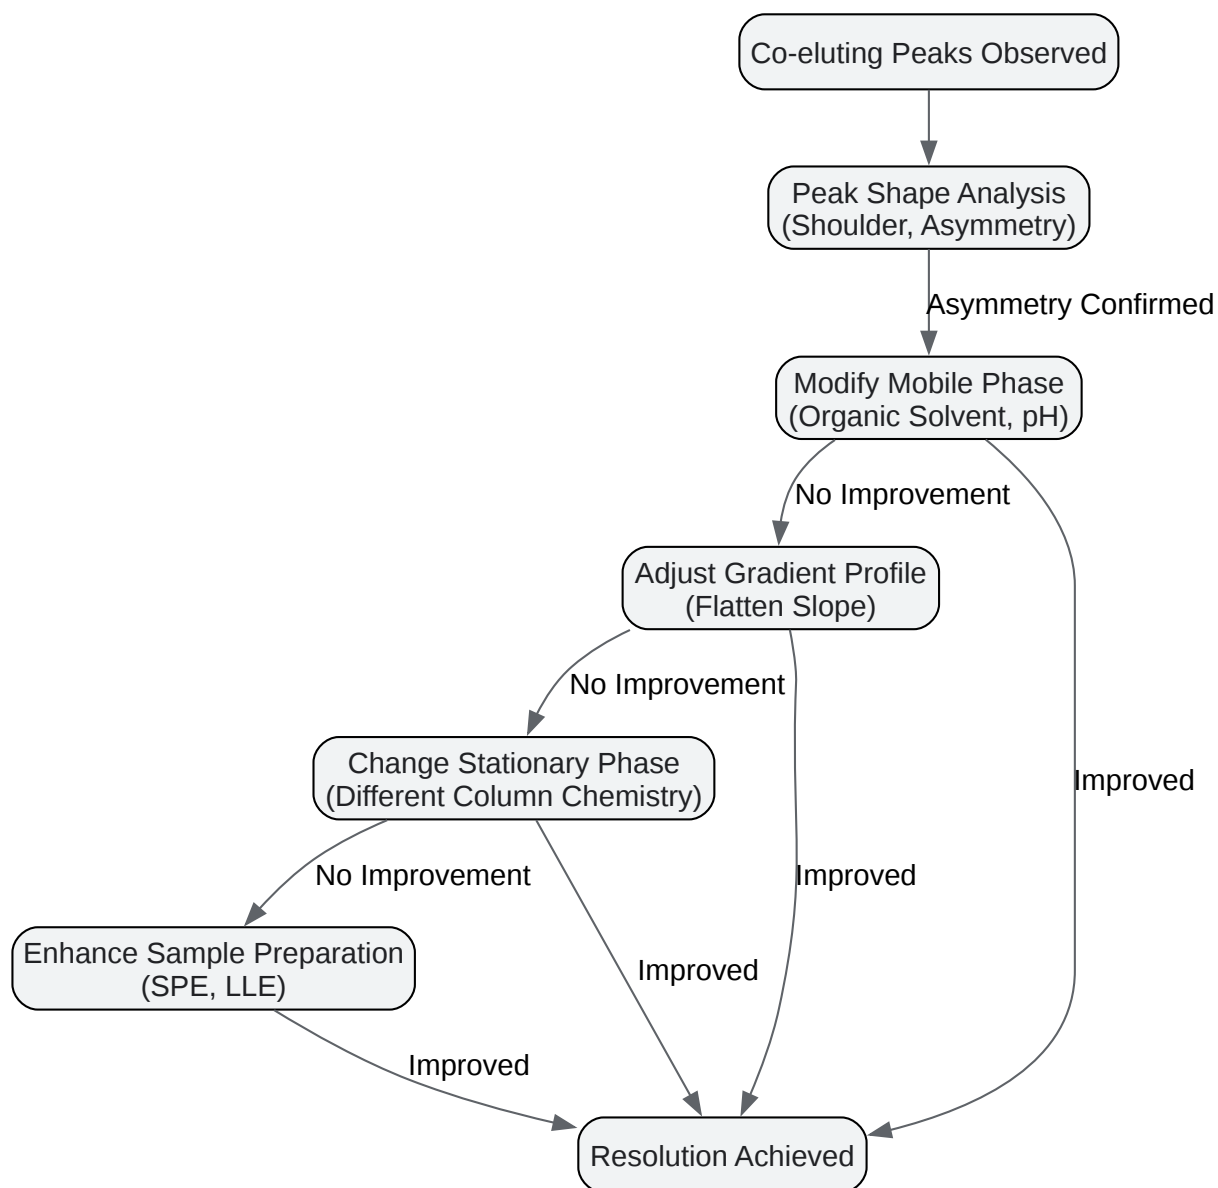 Co-eluting Peaks Observed
Peak Shape Analysis
(Shoulder, Asymmetry)
Asymmetry Confirmed
Modify Mobile Phase
(Organic Solvent, pH)
No Improvement
Adjust Gradient Profile
(Flatten Slope)
No Improvement
Change Stationary Phase
(Different Column Chemistry)
Improved
No Improvement
Improved
Enhance Sample Preparation
(SPE, LLE)
Improved
Improved
Resolution Achieved